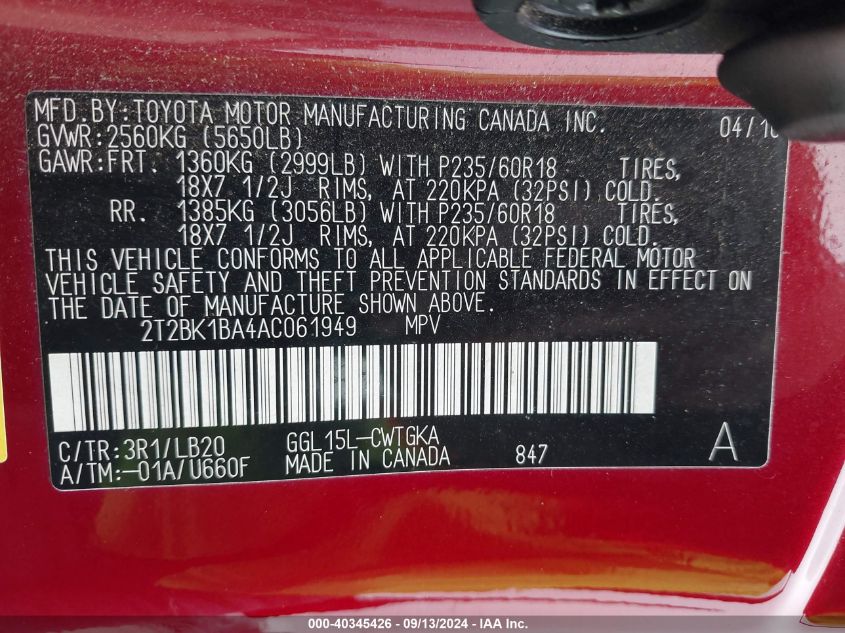 MFD. BY: TOYOTA MOTOR MANUFACTURING CANADA INC. 04/10
GVWR: 2560KG (5650LB)
GAWR: FRT. 1360KG (2999LB) WITH P235/60R18 TIRES,
18X7 1/2J RIMS, AT 220KPA (32PSI) COLD.
RR. 1385KG (3056LB) WITH P235/60R18 TIRES,
18X7 1/2J RIMS, AT 220KPA (32PSI) COLD.
THIS VEHICLE CONFORMS TO ALL APPLICABLE FEDERAL MOTOR
VEHICLE SAFETY AND THEFT PREVENTION STANDARDS IN EFFECT ON
THE DATE OF MANUFACTURE SHOWN ABOVE.
2T2BK1BA4AC061949 MPV
C/TR: 3R1/LB20 GGL15L-CWTGKA
A/TM: -01A/U660F MADE IN CANADA 847 A
000-40345426 - 09/13/2024 - IAA Inc.